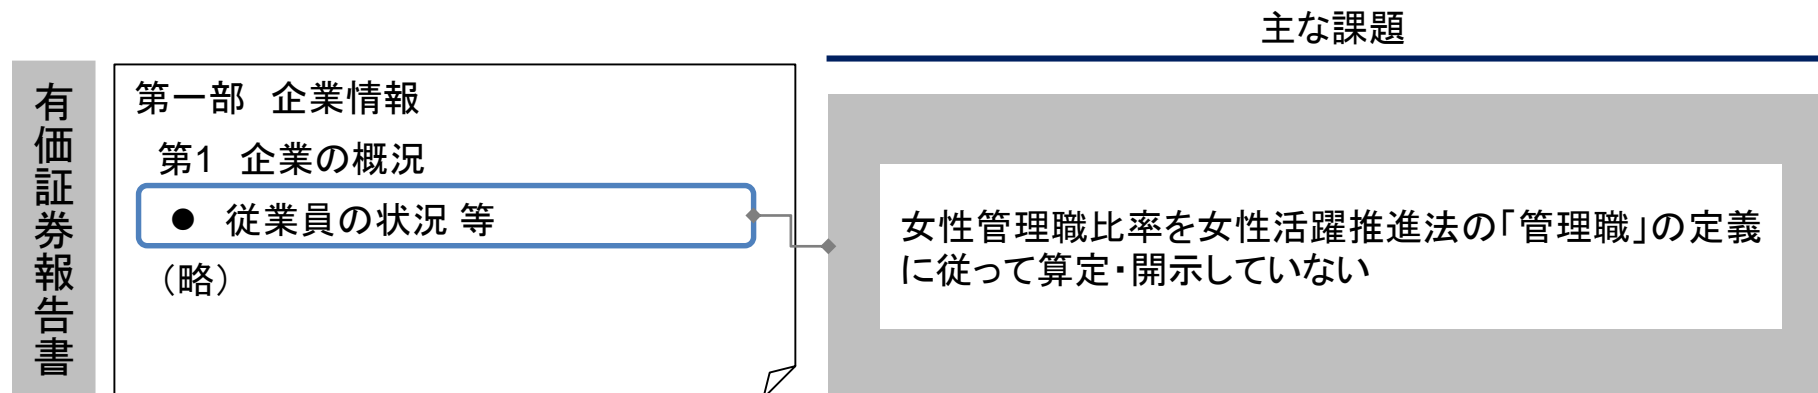 主な課題
有価証券報告書
第一部 企業情報
第1 企業の概況
● 従業員の状況 等
（略）
女性管理職比率を女性活躍推進法の「管理職」の定義
に従って算定・開示していない